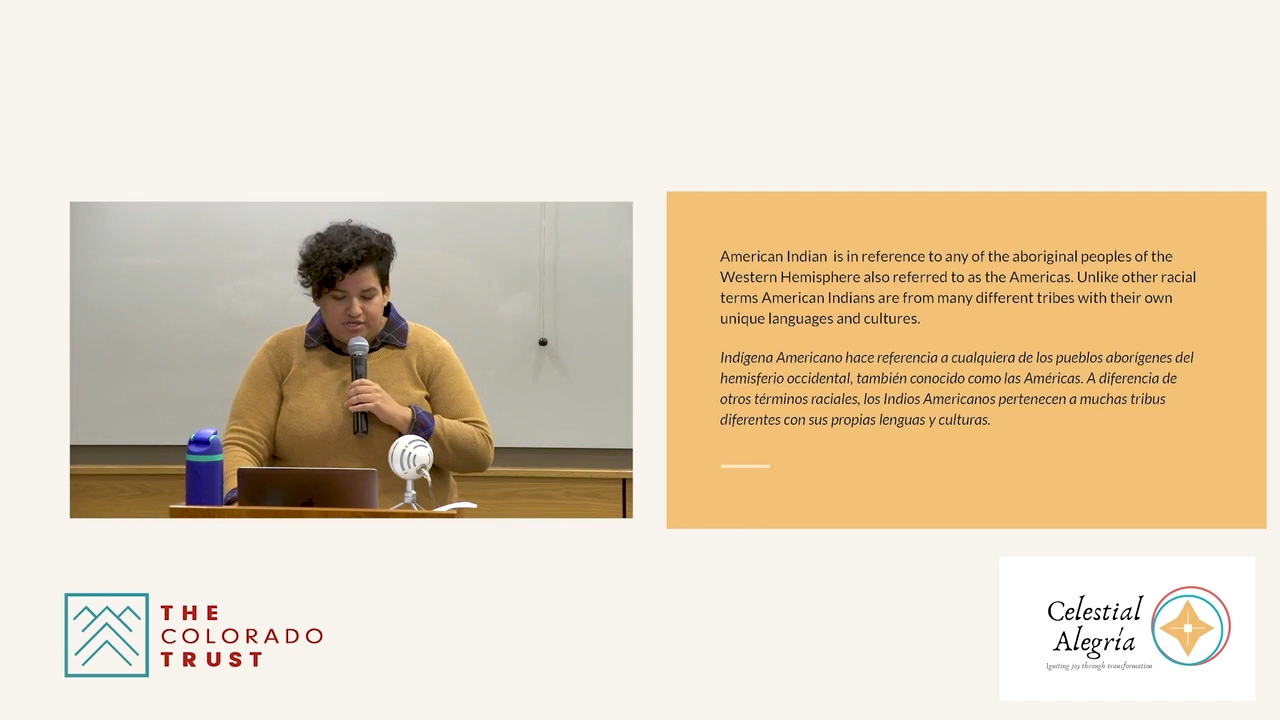 American Indian is in reference to any of the aboriginal peoples of the
Western Hemisphere also referred to as the Americas. Unlike other racial
terms American Indians are from many different tribes with their own
unique languages and cultures.
Indígena Americano hace referencia a cualquiera de los pueblos aborígenes del
hemisferio occidental, también conocido como las Américas. A diferencia de
otros términos raciales, los Indios Americanos pertenecen a muchas tribus
diferentes con sus propias lenguas y culturas.
THE
COLORADO
TRUST
Celestial
Alegría
Igniting joy through transformation